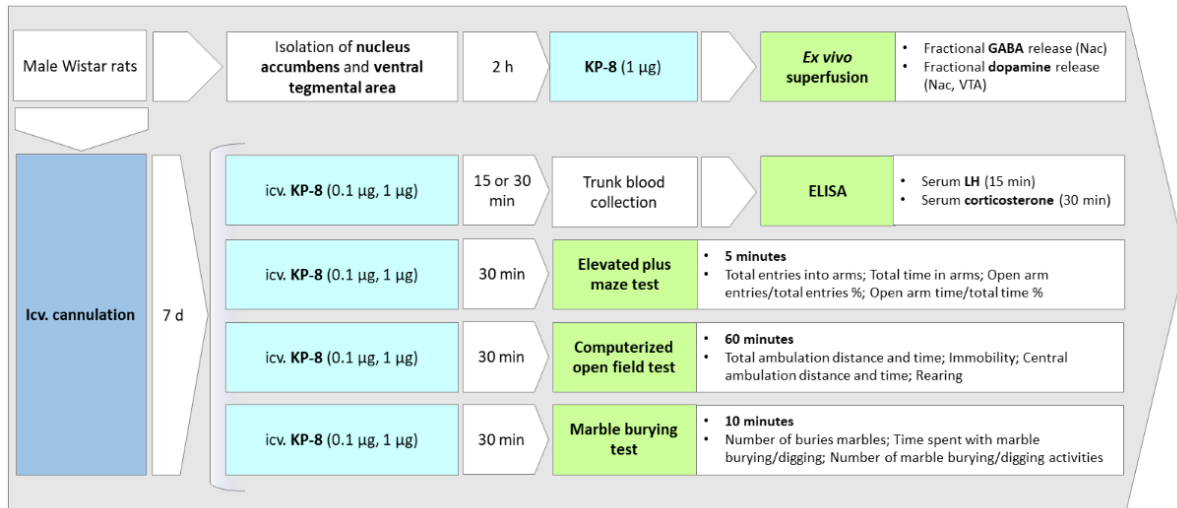 Male Wistar rats
Isolation of nucleus
accumbens and ventral
tegmental area
2 h
KP-8 (1 µg)
Ex vivo
superfusion
• Fractional GABA release (Nac)
• Fractional dopamine release
(Nac, VTA)
Icv. cannulation
7 d
icv. KP-8 (0.1 µg, 1 µg)
15 or 30
min
Trunk blood
collection
ELISA
• Serum LH (15 min)
• Serum corticosterone (30 min)
icv. KP-8 (0.1 µg, 1 µg)
30 min
Elevated plus
maze test
• 5 minutes
• Total entries into arms; Total time in arms; Open arm
entries/total entries %; Open arm time/total time %
icv. KP-8 (0.1 µg, 1 µg)
30 min
Computerized
open field test
• 60 minutes
• Total ambulation distance and time; Immobility; Central
ambulation distance and time; Rearing
icv. KP-8 (0.1 µg, 1 µg)
30 min
Marble burying
test
• 10 minutes
• Number of buries marbles; Time spent with marble
burying/digging; Number of marble burying/digging activities